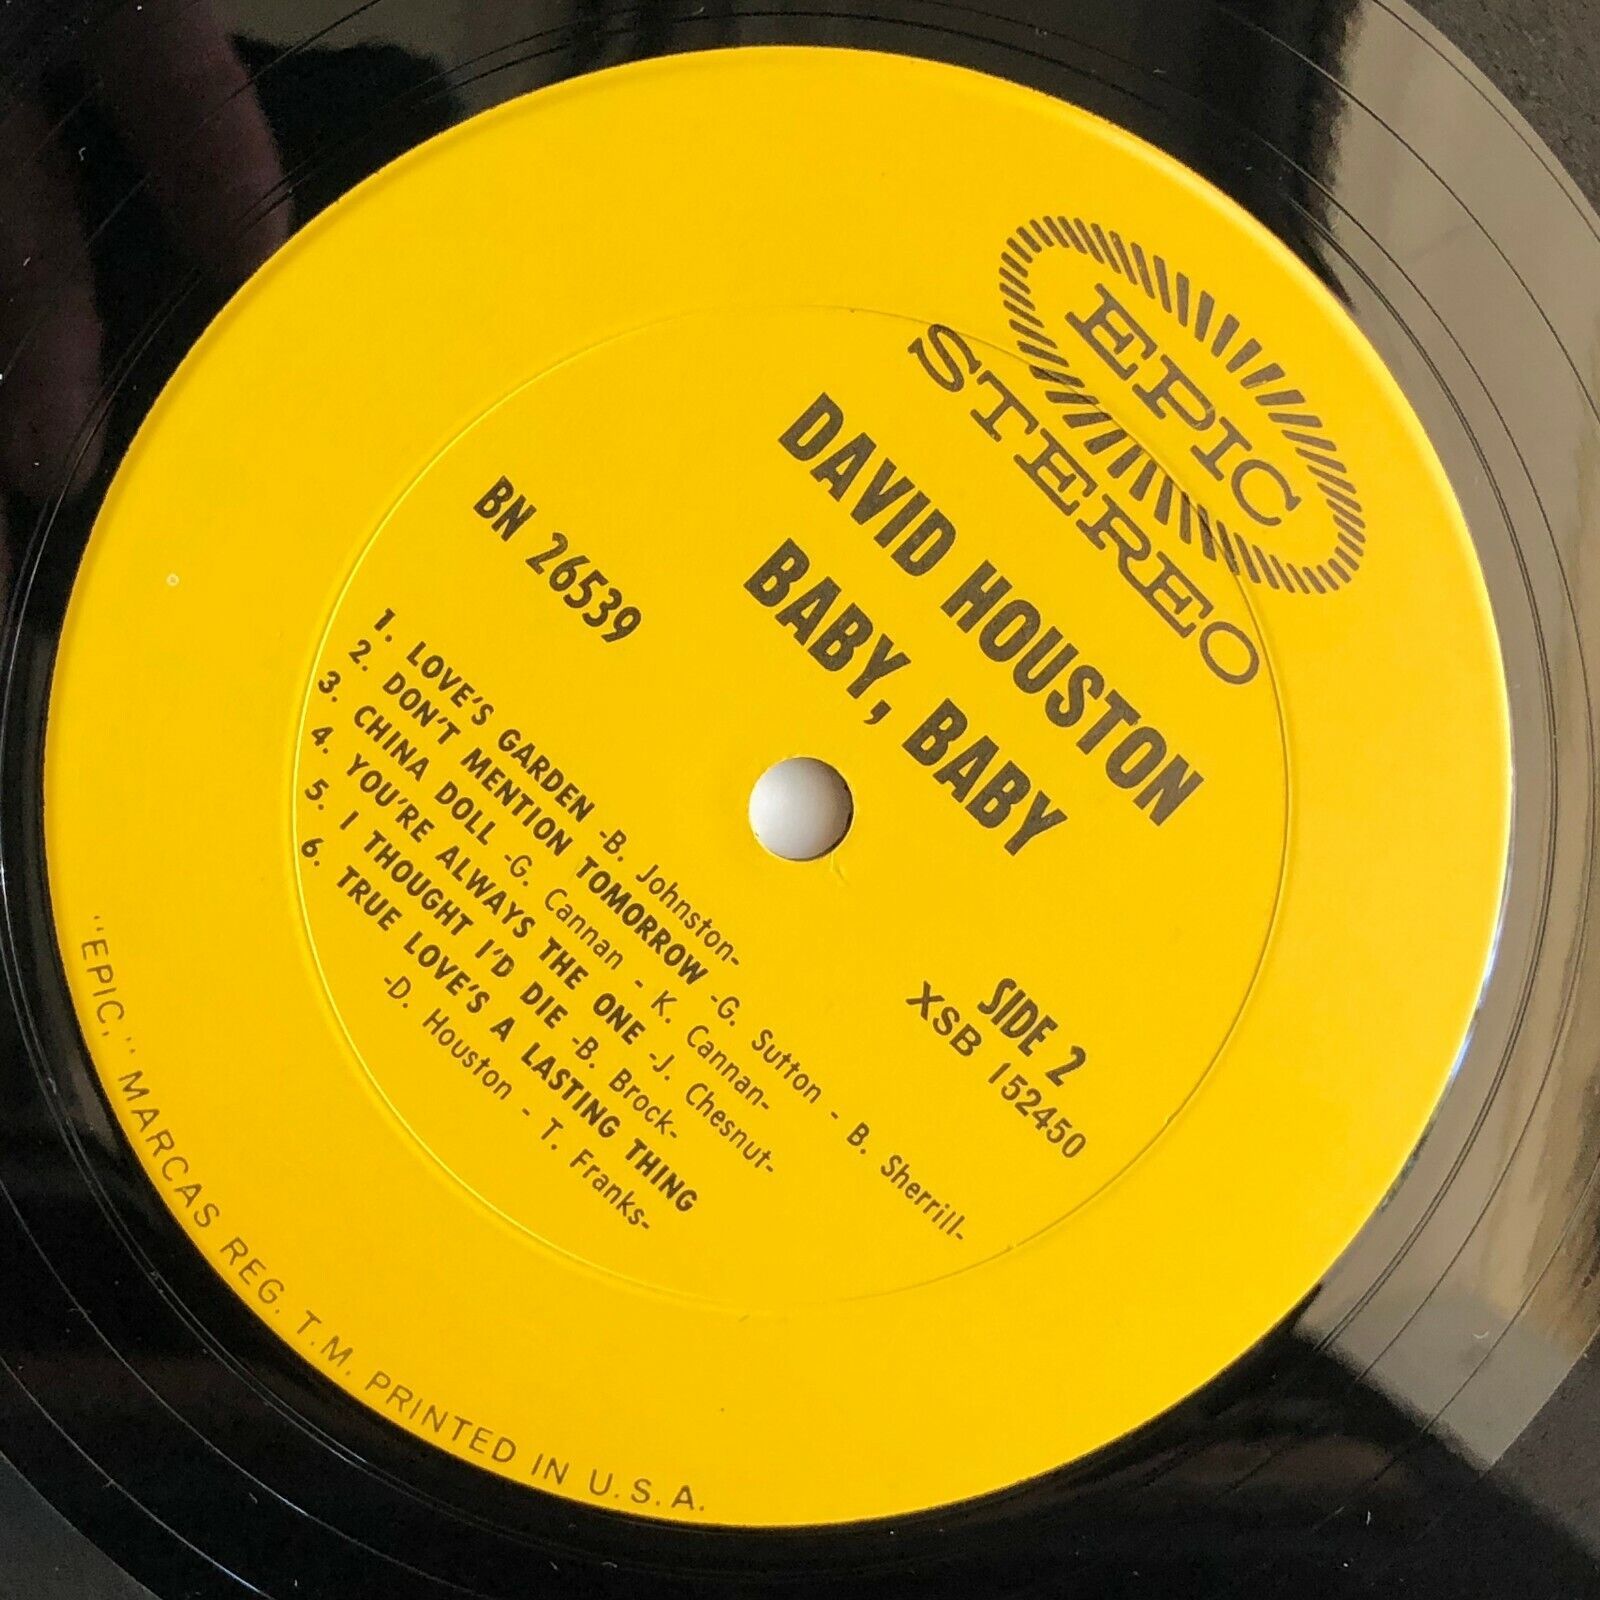 EPIC
STEREO
DAVID HOUSTON
BABY, BABY
BN 26539
SIDE 2
XSB 152450
1. LOVE'S GARDEN -B. Johnston-
2. DON'T MENTION TOMORROW -G. Sutton - B. Sherrill-
3. CHINA DOLL -G. Cannan - K. Cannan-
4. YOU'RE ALWAYS THE ONE -J. Chesnut-
5. I THOUGHT I'D DIE -B. Brock-
6. TRUE LOVE'S A LASTING THING
-D. Houston - T. Franks-
"EPIC," MARCAS REG. T.M. PRINTED IN U.S.A.